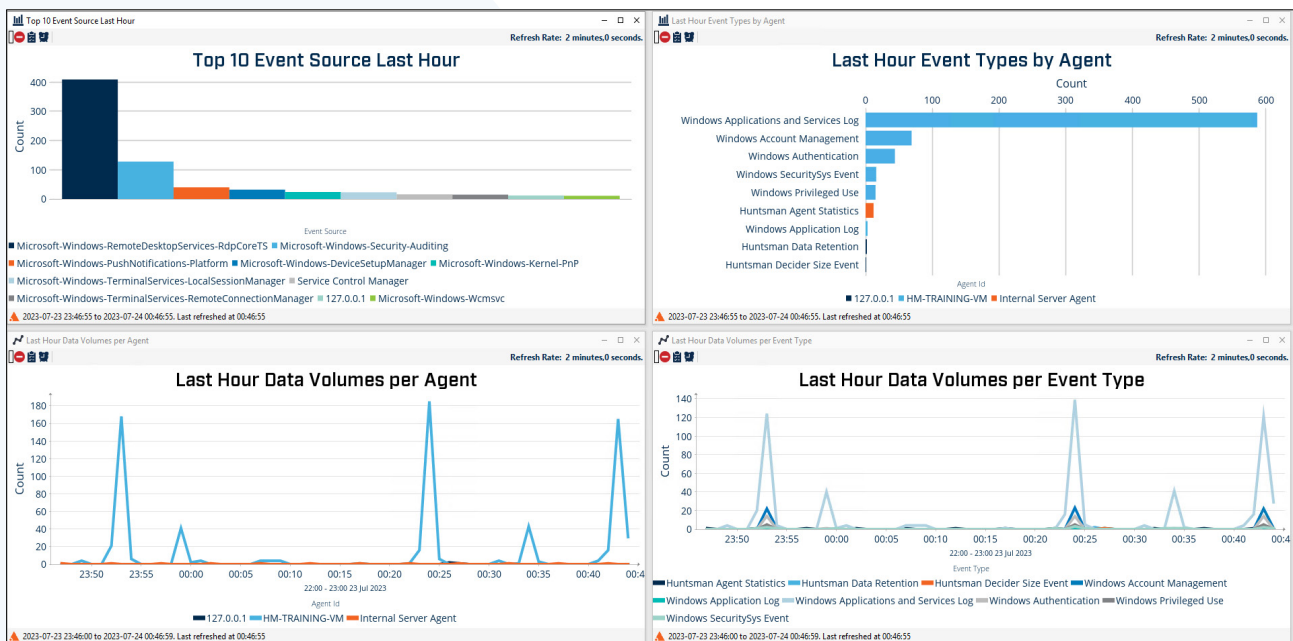 Top 10 Event Source Last Hour
Refresh Rate: 2 minutes,0 seconds.
Top 10 Event Source Last Hour
400
300
200
100
0
Count
Event Source
Microsoft-Windows-RemoteDesktopServices-RdpCoreTS Microsoft-Windows-Security-Auditing
Microsoft-Windows-PushNotifications-Platform Microsoft-Windows-DeviceSetupManager Microsoft-Windows-Kernel-PnP
Microsoft-Windows-TerminalServices-LocalSessionManager Service Control Manager
Microsoft-Windows-TerminalServices-RemoteConnectionManager 127.0.0.1 Microsoft-Windows-Wcmsvc
2023-07-23 23:46:55 to 2023-07-24 00:46:55. Last refreshed at 00:46:55
Last Hour Event Types by Agent
Refresh Rate: 2 minutes,0 seconds.
Last Hour Event Types by Agent
Count
0 100 200 300 400 500 600
Windows Applications and Services Log
Windows Account Management
Windows Authentication
Windows SecuritySys Event
Windows Privileged Use
Huntsman Agent Statistics
Windows Application Log
Huntsman Data Retention
Huntsman Decider Size Event
Agent Id
127.0.0.1 HM-TRAINING-VM Internal Server Agent
2023-07-23 23:46:55 to 2023-07-24 00:46:55. Last refreshed at 00:46:55
Last Hour Data Volumes per Agent
Refresh Rate: 2 minutes,0 seconds.
Last Hour Data Volumes per Agent
180
160
140
120
100
80
60
40
20
0
Count
23:50 23:55 00:00 00:05 00:10 00:15 00:20 00:25 00:30 00:35 00:40 00:4
22:00 - 23:00 23 Jul 2023
Agent Id
127.0.0.1 HM-TRAINING-VM Internal Server Agent
2023-07-23 23:46:00 to 2023-07-24 00:46:59. Last refreshed at 00:46:55
Last Hour Data Volumes per Event Type
Refresh Rate: 2 minutes,0 seconds.
Last Hour Data Volumes per Event Type
140
120
100
80
60
40
20
0
Count
23:50 23:55 00:00 00:05 00:10 00:15 00:20 00:25 00:30 00:35 00:40 00:4
22:00 - 23:00 23 Jul 2023
Event Type
Huntsman Agent Statistics Huntsman Data Retention Huntsman Decider Size Event Windows Account Management
Windows Application Log Windows Applications and Services Log Windows Authentication Windows Privileged Use
Windows SecuritySys Event
2023-07-23 23:46:00 to 2023-07-24 00:46:59. Last refreshed at 00:46:55